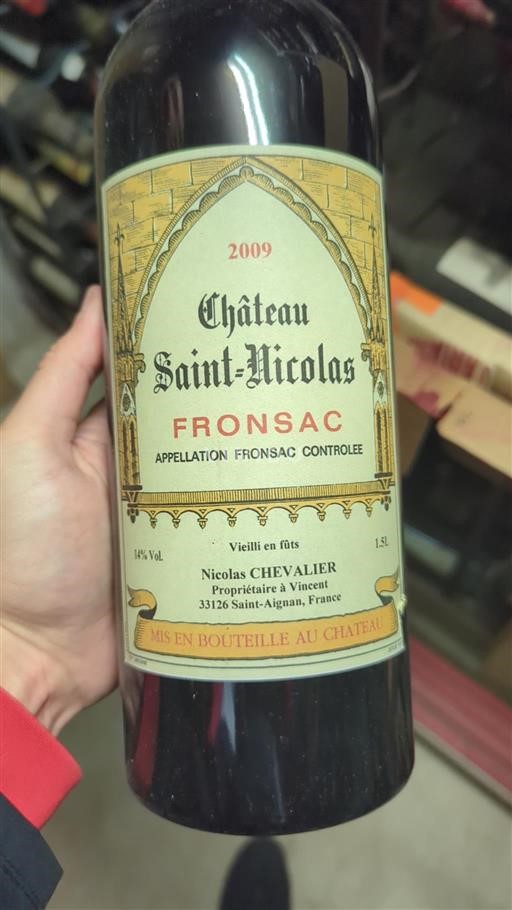 2009
Château
Saint-Nicolas
FRONSAC
APPELLATION FRONSAC CONTROLEE
Vieilli en fûts
14% Vol.
1.5L
Nicolas CHEVALIER
Propriétaire à Vincent
33126 Saint-Aignan, France
MIS EN BOUTEILLE AU CHATEAU